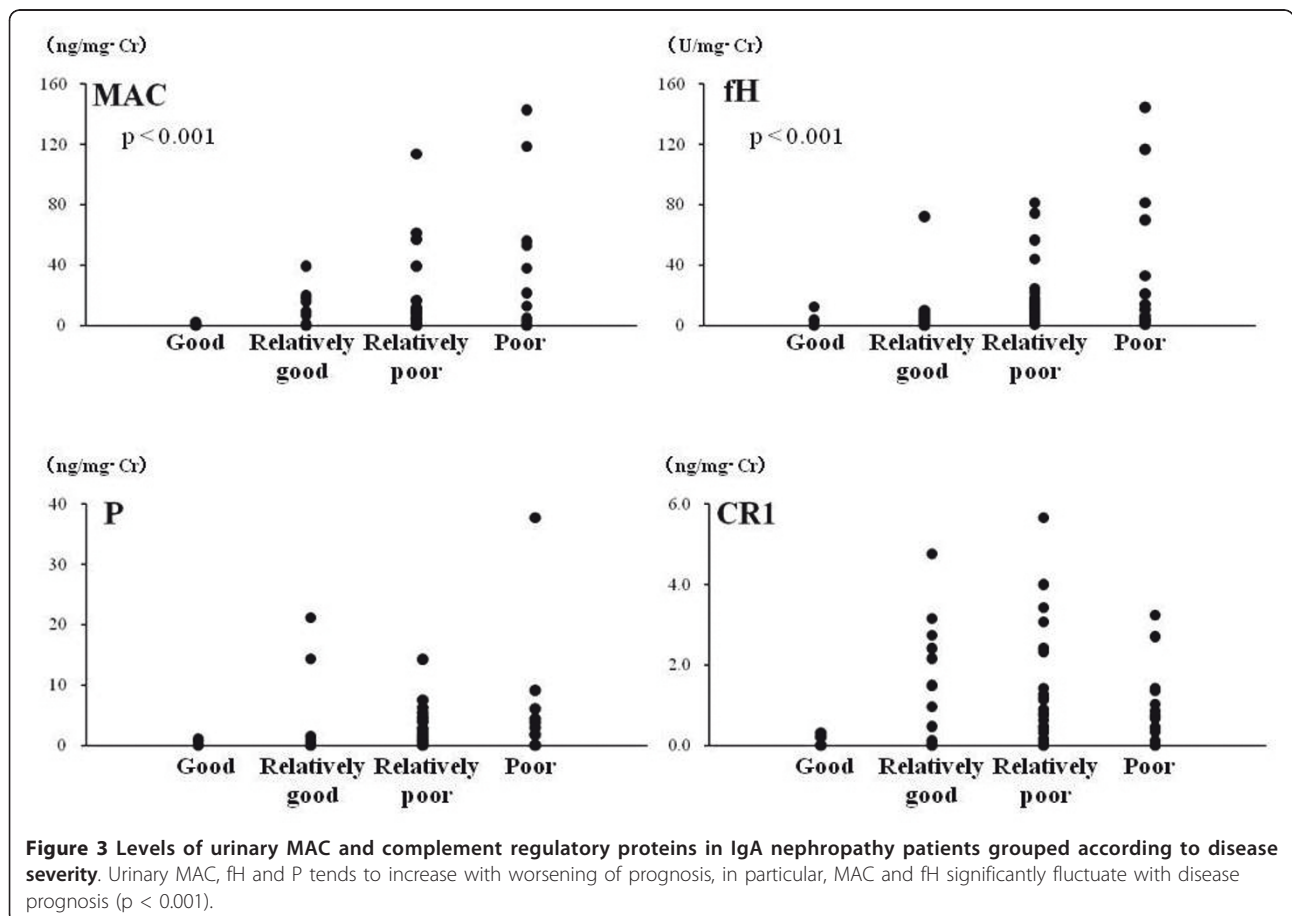 (ng/mg· Cr)
160
120
80
40
0
MAC
p < 0.001
Good
Relatively good
Relatively poor
Poor
(U/mg· Cr)
160
120
80
40
0
fH
p < 0.001
Good
Relatively good
Relatively poor
Poor
(ng/mg· Cr)
40
30
20
10
0
P
Good
Relatively good
Relatively poor
Poor
(ng/mg· Cr)
6.0
4.0
2.0
0.0
CR1
Good
Relatively good
Relatively poor
Poor
Figure 3 Levels of urinary MAC and complement regulatory proteins in IgA nephropathy patients grouped according to disease
severity. Urinary MAC, fH and P tends to increase with worsening of prognosis, in particular, MAC and fH significantly fluctuate with disease
prognosis (p < 0.001).